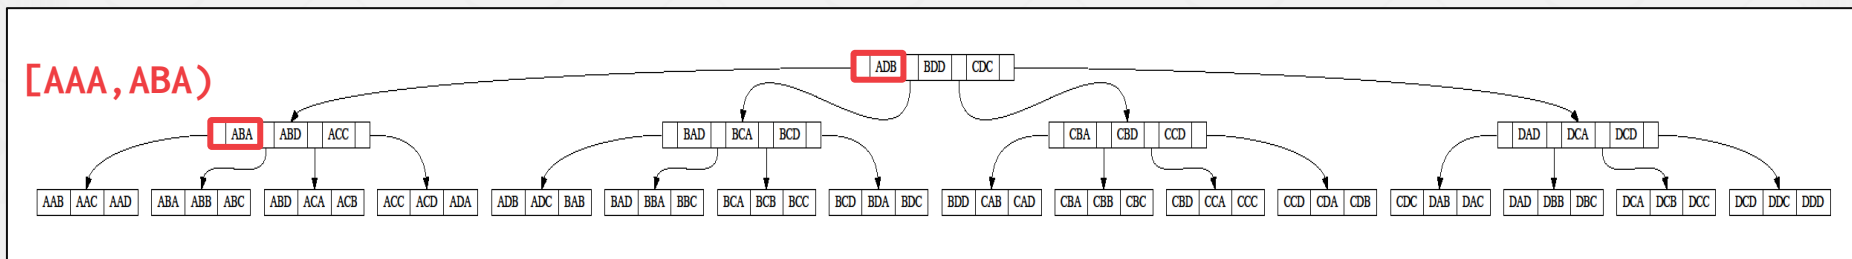 [AAA,ABA)
ADB BDD CDC
ABA ABD ACC BAD BCA BCD CBA CBD CCD DAD DCA DCD
AAB AAC AAD ABA ABB ABC ABD ACA ACB ACC ACD ADA ADB ADC BAB BAD BBA BBC BCA BCB BCC BCD BDA BDC BDD CAB CAD CBA CBB CBC CBD CCA CCC CCD CDA CDB CDC DAB DAC DAD DBB DBC DCA DCB DCC DCD DDC DDD